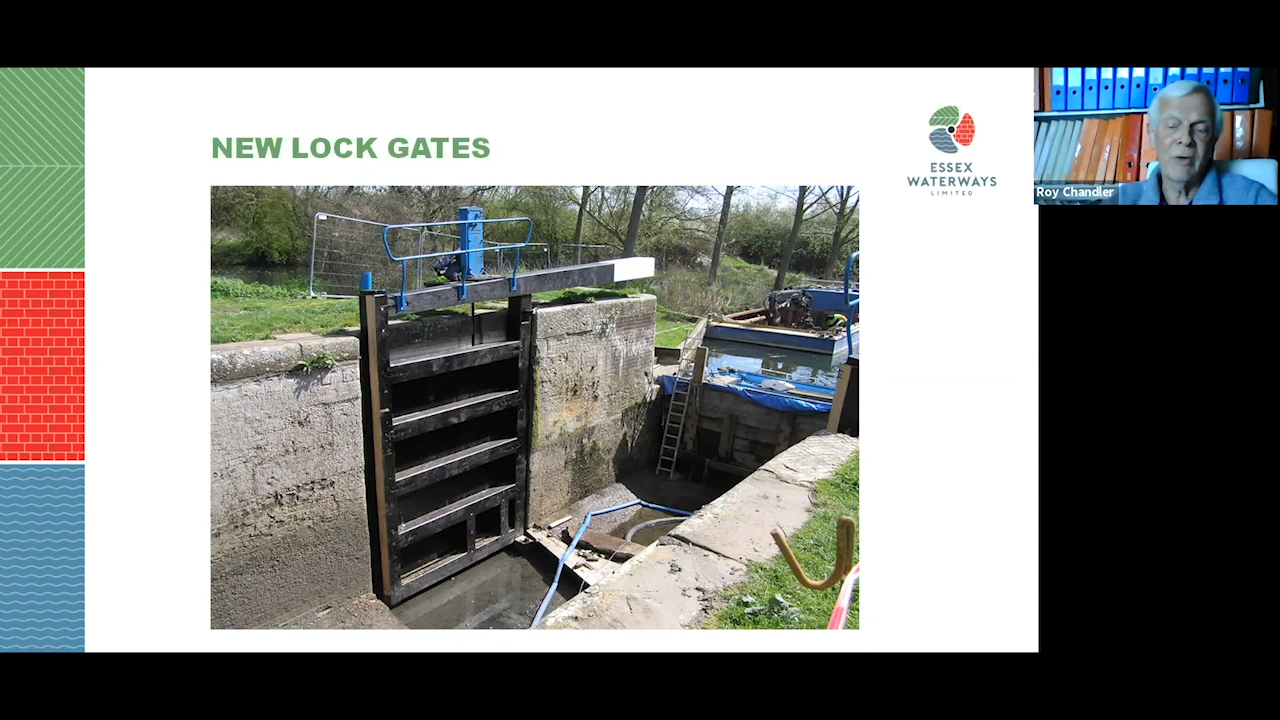 NEW LOCK GATES
ESSEX
WATERWAYS
LIMITED
Roy Chandler